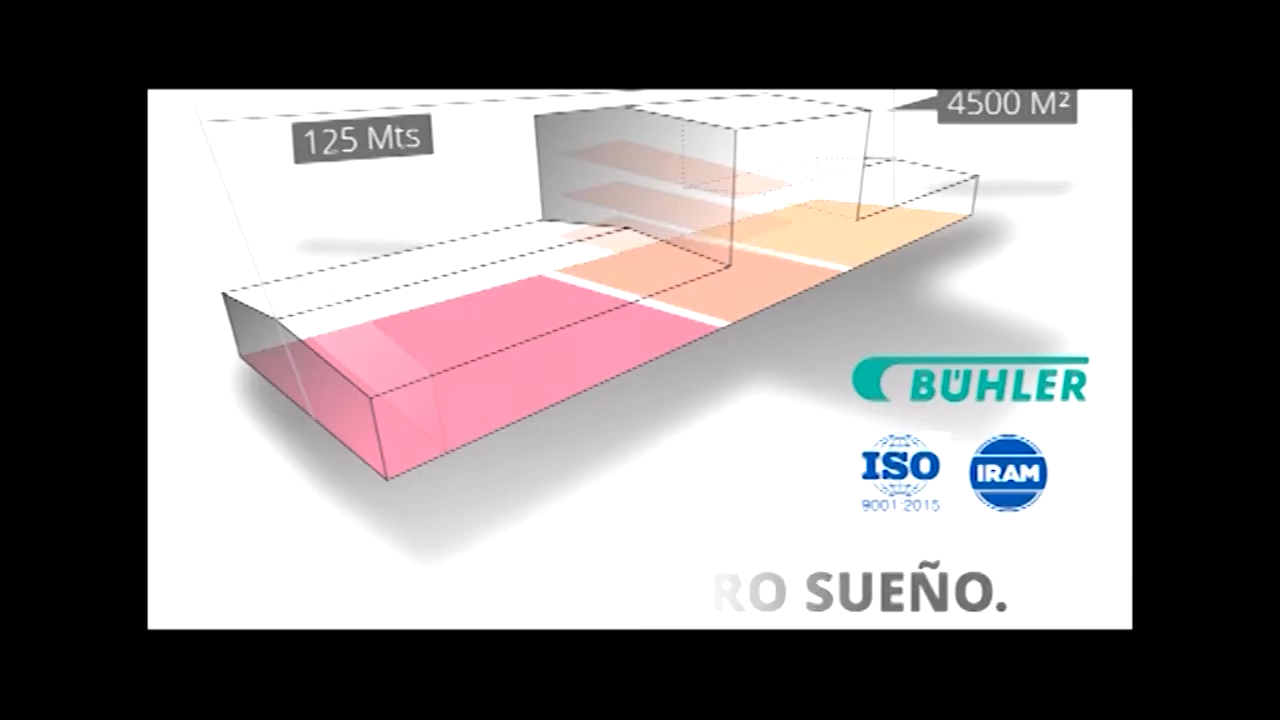 125 Mts
4500 M²
BÜHLER
ISO
9001:2015
IRAM
RO SUEÑO.